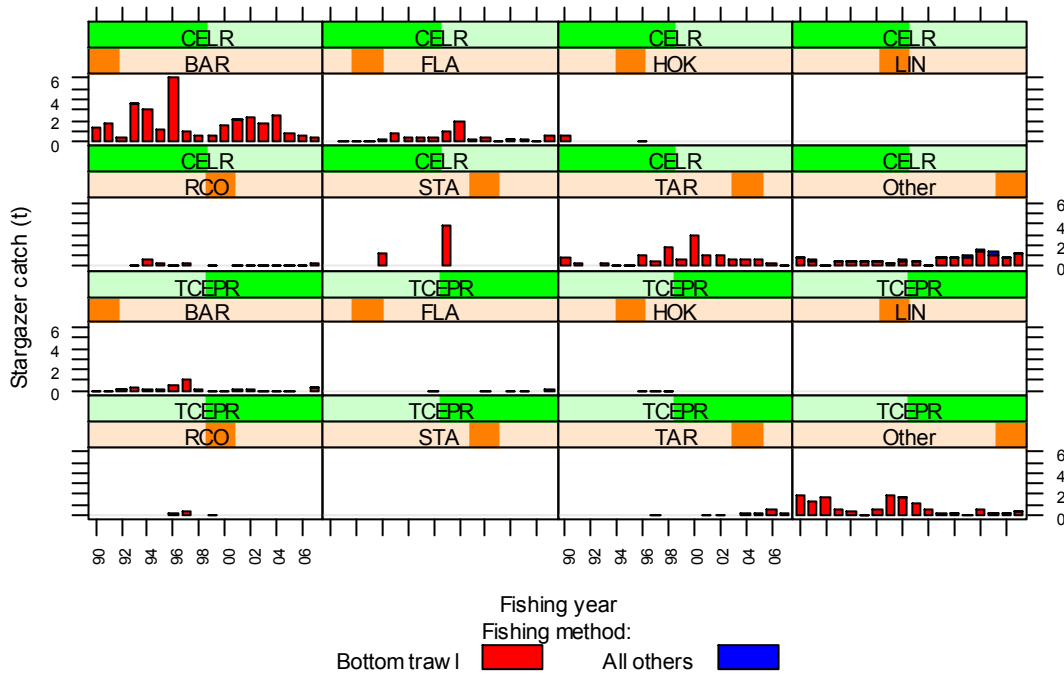 CELR CELR CELR CELR
BAR FLA HOK LIN
6
4
2
0
CELR CELR CELR CELR
RCO STA TAR Other
6
4
2
0
TCEPR TCEPR TCEPR TCEPR
BAR FLA HOK LIN
6
4
2
0
TCEPR TCEPR TCEPR TCEPR
RCO STA TAR Other
6
4
2
0
Stargazer catch (t)
90 92 94 96 98 00 02 04 06 90 92 94 96 98 00 02 04 06
Fishing year
Fishing method:
Bottom trawl All others